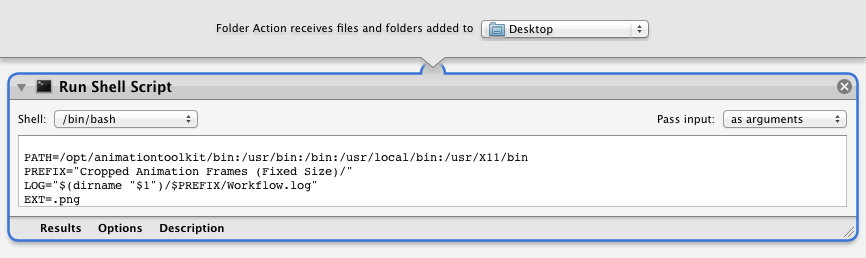 Folder Action receives files and folders added to Desktop
Run Shell Script
Shell: /bin/bash Pass input: as arguments
PATH=/opt/animationtoolkit/bin:/usr/bin:/bin:/usr/local/bin:/usr/X11/bin
PREFIX="Cropped Animation Frames (Fixed Size)/"
LOG="$(dirname "$1")/$PREFIX/Workflow.log"
EXT=.png
Results Options Description